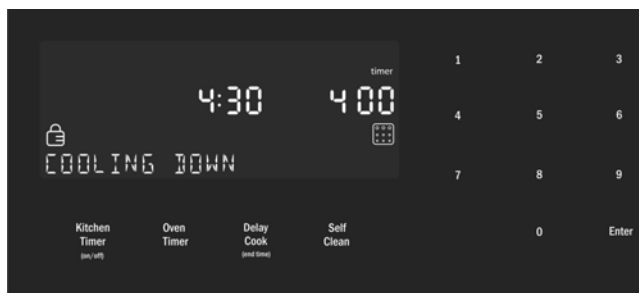 timer
4:30 4 00
COOLING DOWN
Kitchen Timer (on/off)
Oven Timer
Delay Cook (end time)
Self Clean
1 2 3
4 5 6
7 8 9
0 Enter